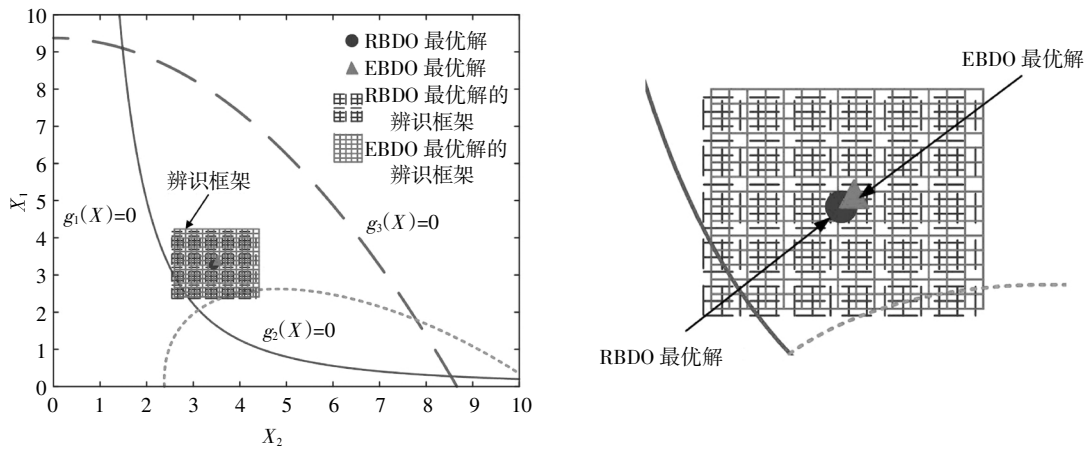 10
9
8
7
6
5
4
3
2
1
0
X₁
RBDO 最优解
EBDO 最优解
RBDO 最优解的
辨识框架
EBDO 最优解的
辨识框架
辨识框架
g₁(X)=0
g₃(X)=0
g₂(X)=0
0 1 2 3 4 5 6 7 8 9 10
X₂
EBDO 最优解
RBDO 最优解